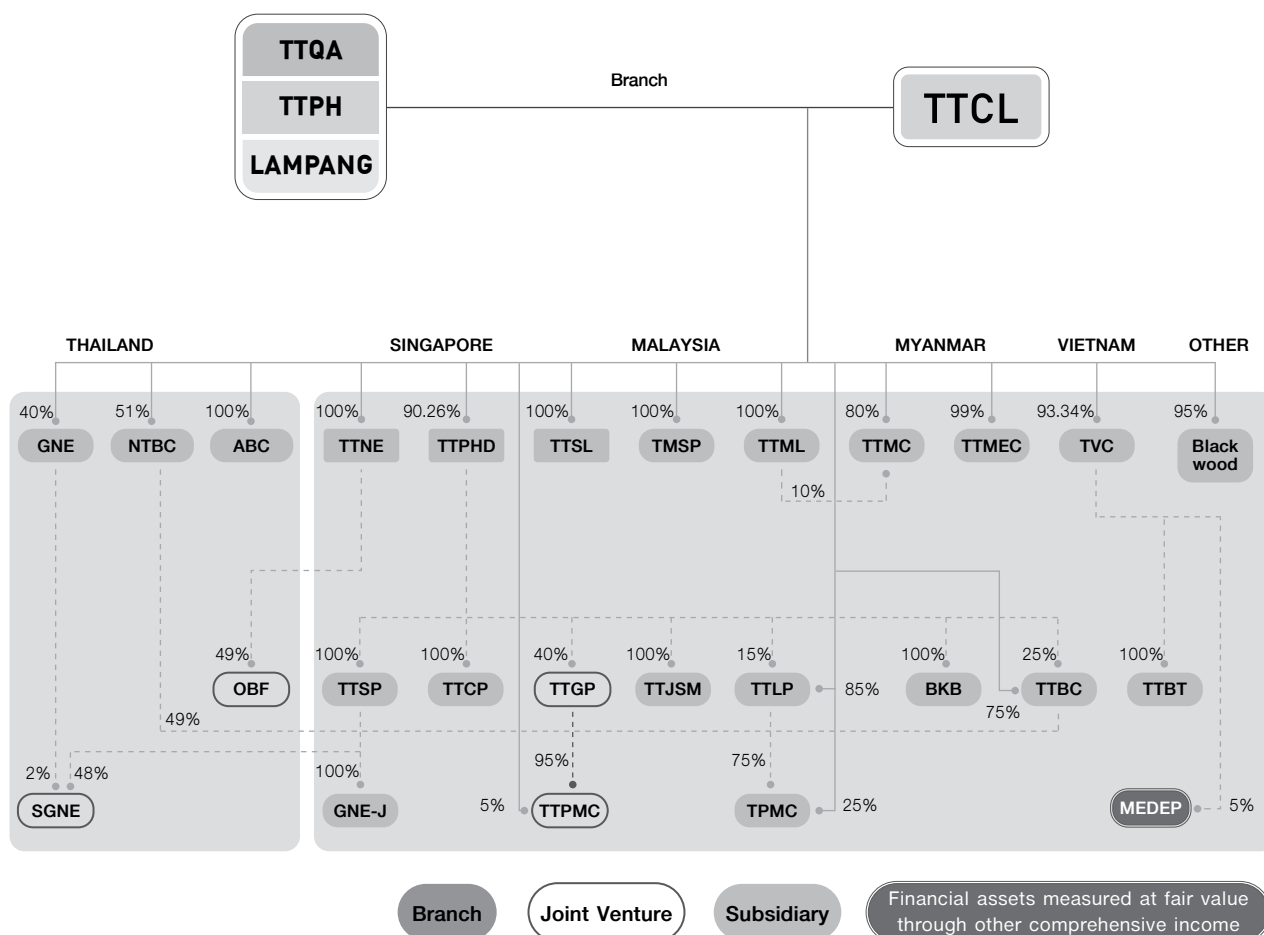 TTQA
TTPH
LAMPANG
Branch
TTCL
THAILAND
SINGAPORE
MALAYSIA
MYANMAR
VIETNAM
OTHER
40%
51%
100%
100%
90.26%
100%
100%
100%
80%
99%
93.34%
95%
GNE
NTBC
ABC
TTNE
TTPHD
TTSL
TMSP
TTML
TTMC
TTMEC
TVC
Black
wood
10%
49%
100%
100%
40%
100%
15%
100%
25%
100%
OBF
TTSP
TTCP
TTGP
TTJSM
TTLP
85%
BKB
75%
TTBC
TTBT
49%
2%
48%
100%
95%
75%
SGNE
GNE-J
5%
TTPMC
TPMC
25%
MEDEP
5%
Branch
Joint Venture
Subsidiary
Financial assets measured at fair value
through other comprehensive income